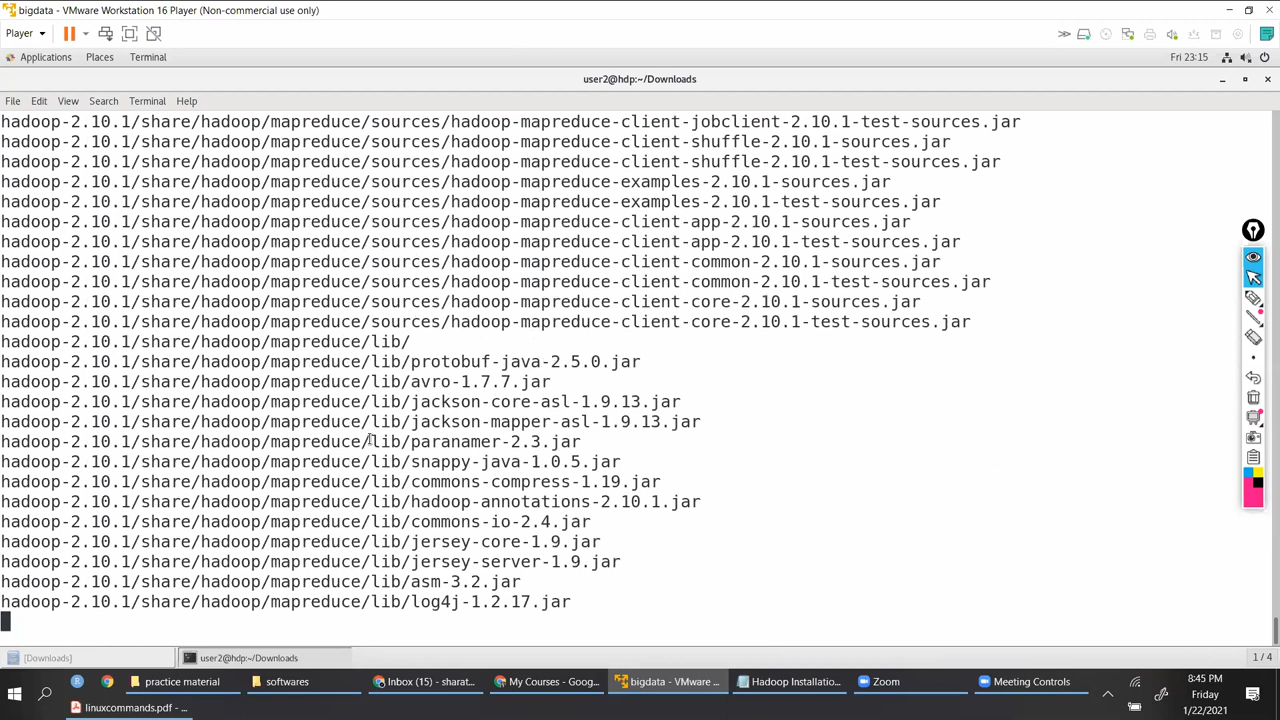 bigdata - VMware Workstation 16 Player (Non-commercial use only)
Player
Applications Places Terminal Fri 23:15
user2@hdp:~/Downloads
File Edit View Search Terminal Help
hadoop-2.10.1/share/hadoop/mapreduce/sources/hadoop-mapreduce-client-jobclient-2.10.1-test-sources.jar
hadoop-2.10.1/share/hadoop/mapreduce/sources/hadoop-mapreduce-client-shuffle-2.10.1-sources.jar
hadoop-2.10.1/share/hadoop/mapreduce/sources/hadoop-mapreduce-client-shuffle-2.10.1-test-sources.jar
hadoop-2.10.1/share/hadoop/mapreduce/sources/hadoop-mapreduce-examples-2.10.1-sources.jar
hadoop-2.10.1/share/hadoop/mapreduce/sources/hadoop-mapreduce-examples-2.10.1-test-sources.jar
hadoop-2.10.1/share/hadoop/mapreduce/sources/hadoop-mapreduce-client-app-2.10.1-sources.jar
hadoop-2.10.1/share/hadoop/mapreduce/sources/hadoop-mapreduce-client-app-2.10.1-test-sources.jar
hadoop-2.10.1/share/hadoop/mapreduce/sources/hadoop-mapreduce-client-common-2.10.1-sources.jar
hadoop-2.10.1/share/hadoop/mapreduce/sources/hadoop-mapreduce-client-common-2.10.1-test-sources.jar
hadoop-2.10.1/share/hadoop/mapreduce/sources/hadoop-mapreduce-client-core-2.10.1-sources.jar
hadoop-2.10.1/share/hadoop/mapreduce/sources/hadoop-mapreduce-client-core-2.10.1-test-sources.jar
hadoop-2.10.1/share/hadoop/mapreduce/lib/
hadoop-2.10.1/share/hadoop/mapreduce/lib/protobuf-java-2.5.0.jar
hadoop-2.10.1/share/hadoop/mapreduce/lib/avro-1.7.7.jar
hadoop-2.10.1/share/hadoop/mapreduce/lib/jackson-core-asl-1.9.13.jar
hadoop-2.10.1/share/hadoop/mapreduce/lib/jackson-mapper-asl-1.9.13.jar
hadoop-2.10.1/share/hadoop/mapreduce/lib/paranamer-2.3.jar
hadoop-2.10.1/share/hadoop/mapreduce/lib/snappy-java-1.0.5.jar
hadoop-2.10.1/share/hadoop/mapreduce/lib/commons-compress-1.19.jar
hadoop-2.10.1/share/hadoop/mapreduce/lib/hadoop-annotations-2.10.1.jar
hadoop-2.10.1/share/hadoop/mapreduce/lib/commons-io-2.4.jar
hadoop-2.10.1/share/hadoop/mapreduce/lib/jersey-core-1.9.jar
hadoop-2.10.1/share/hadoop/mapreduce/lib/jersey-server-1.9.jar
hadoop-2.10.1/share/hadoop/mapreduce/lib/asm-3.2.jar
hadoop-2.10.1/share/hadoop/mapreduce/lib/log4j-1.2.17.jar
[Downloads] user2@hdp:~/Downloads 1 / 4
practice material softwares Inbox (15) - sharat... My Courses - Goog... bigdata - VMware ... Hadoop Installatio... Zoom Meeting Controls
8:45 PM
Friday
1/22/2021
linuxcommands.pdf - ...